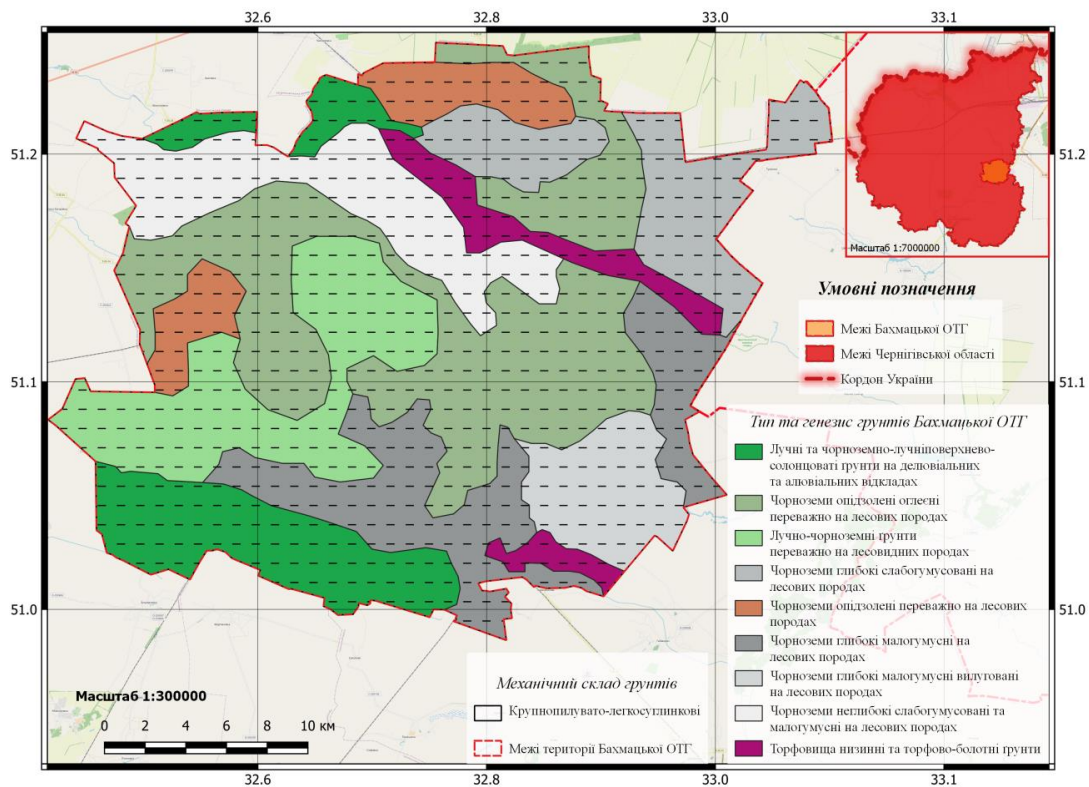 32.6 32.8 33.0 33.1
51.2
51.1
51.0
51.2
51.1
51.0
Масштаб 1:7000000
Умовні позначення
Межі Бахмацької ОТГ
Межі Чернігівської області
Кордон України
Тип та генезис грунтів Бахмацької ОТГ
Лучні та чорноземно-лучніповерхнево-
солонцоваті ґрунти на делювіальних
та алювіальних відкладах
Чорноземи опідзолені оглеєні
переважно на лесових породах
Лучно-чорноземні ґрунти
переважно на лесовидних породах
Чорноземи глибокі слабогумусовані на
лесових породах
Чорноземи опідзолені переважно на лесових
породах
Чорноземи глибокі малогумусні на
лесових породах
Чорноземи глибокі малогумусні вилуговані
на лесових породах
Чорноземи неглибокі слабогумусовані та
малогумусні на лесових породах
Торфовища низинні та торфово-болотні ґрунти
Механічний склад грунтів
Крупнопилувато-легкосуглинкові
Межі території Бахмацької ОТГ
Масштаб 1:300000
0 2 4 6 8 10 км
32.6 32.8 33.0 33.1